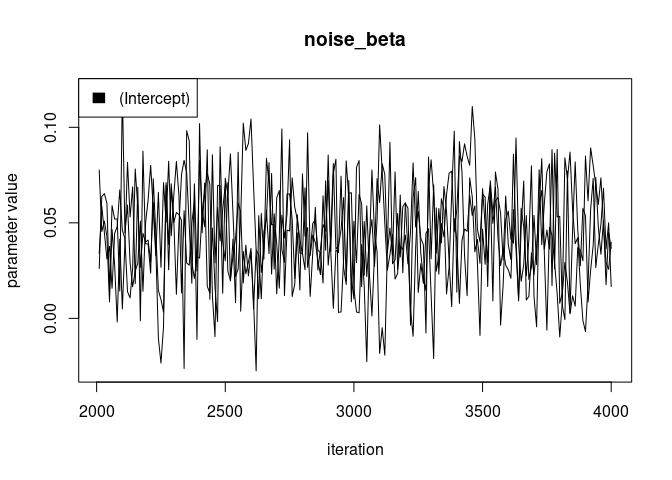 noise_beta
(Intercept)
parameter value
0.10
0.05
0.00
2000 2500 3000 3500 4000
iteration